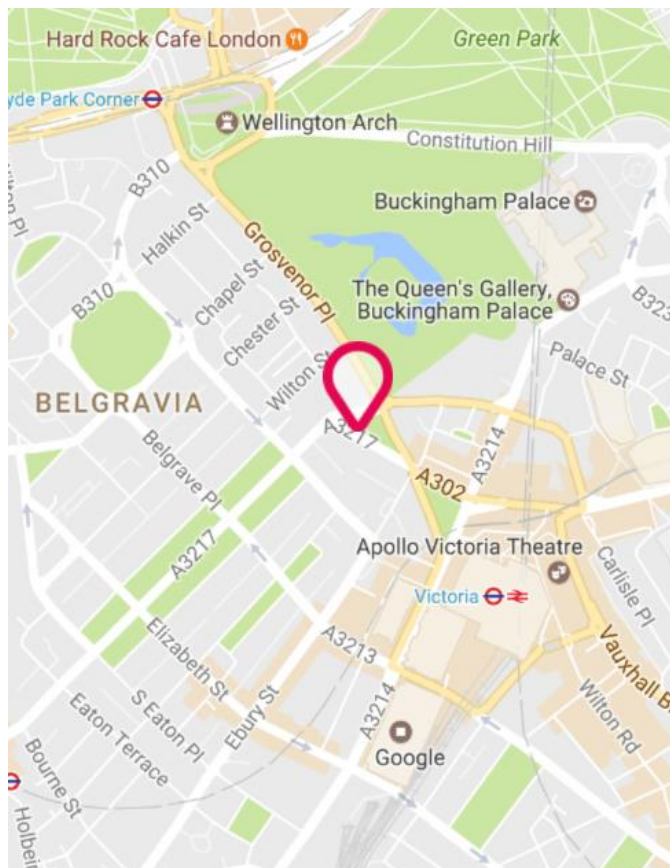 Hard Rock Cafe London
Green Park
yde Park Corner
Wellington Arch
Constitution Hill
B310
Wilton Pl
Halkin St
Buckingham Palace
Grosvenor Pl
Chapel St
The Queen's Gallery,
Buckingham Palace
B310
B323
Chester St
Palace St
Wilton St
BELGRAVIA
A3217
A3214
Belgrave Pl
A302
A3217
Apollo Victoria Theatre
Carlisle Pl
Victoria
Elizabeth St
A3213
Vauxhall B
Ebury St
A3214
Wilton Rd
S Eaton Pl
Eaton Terrace
Google
Bourne St
Holbei